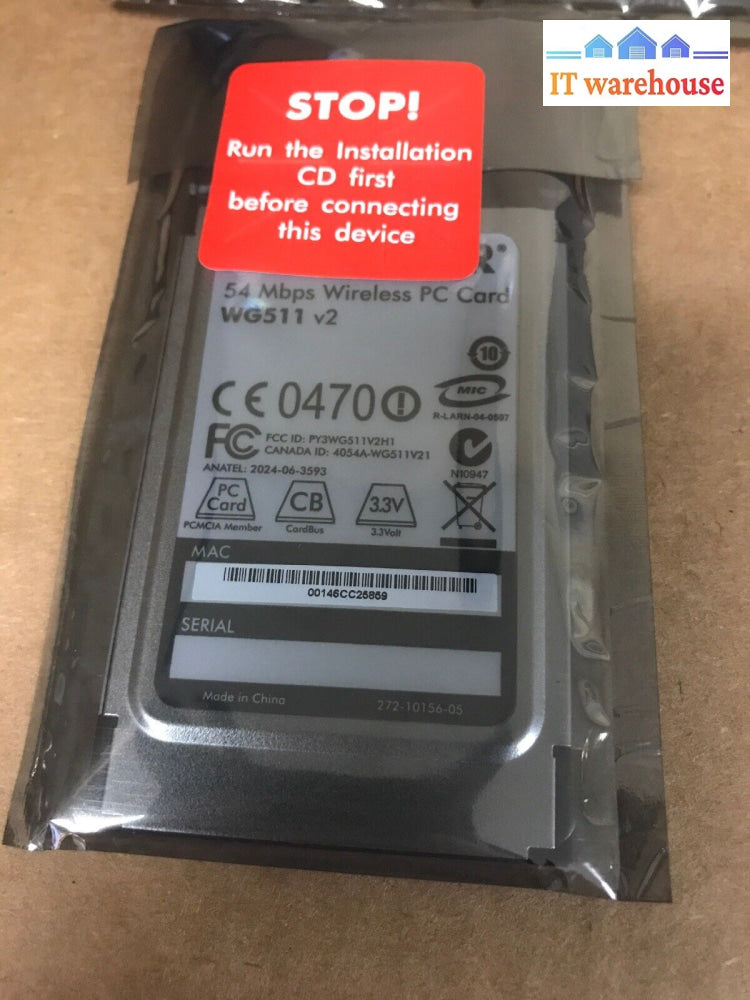 IT warehouse
STOP!
Run the Installation
CD first
before connecting
this device
R®
54 Mbps Wireless PC Card
WG511 v2
10
CE 0470
MIC
R-LARN-04-0507
FC
FCC ID: PY3WG511V2H1
CANADA ID: 4054A-WG511V21
N10947
ANATEL: 2024-06-3593
PC
Card
CB
3.3V
PCMCIA Member
CardBus
3.3Volt
MAC
00146CC26869
SERIAL
Made in China
272-10156-05